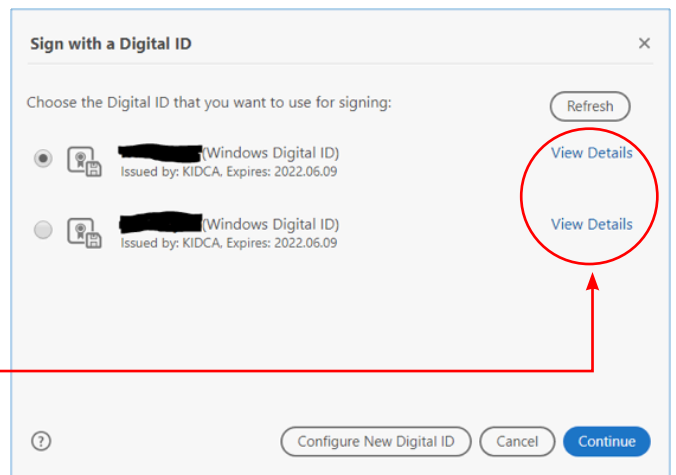 Sign with a Digital ID
Choose the Digital ID that you want to use for signing:
Refresh
(Windows Digital ID)
View Details
Issued by: KIDCA, Expires: 2022.06.09
(Windows Digital ID)
View Details
Issued by: KIDCA, Expires: 2022.06.09
Configure New Digital ID
Cancel
Continue